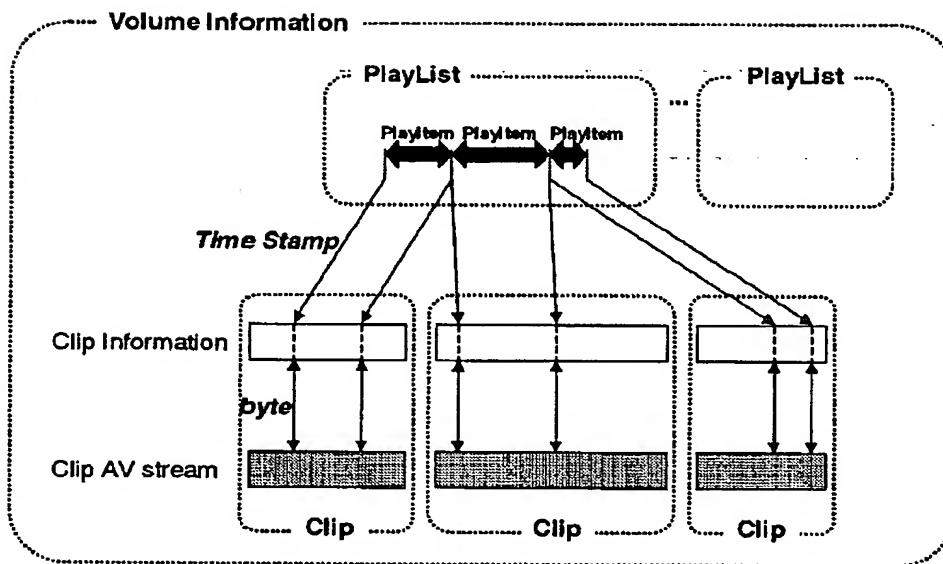 Volume Information
PlayList
...
PlayList
PlayItem PlayItem PlayItem
Time Stamp
Clip Information
byte
Clip AV stream
Clip
Clip
Clip